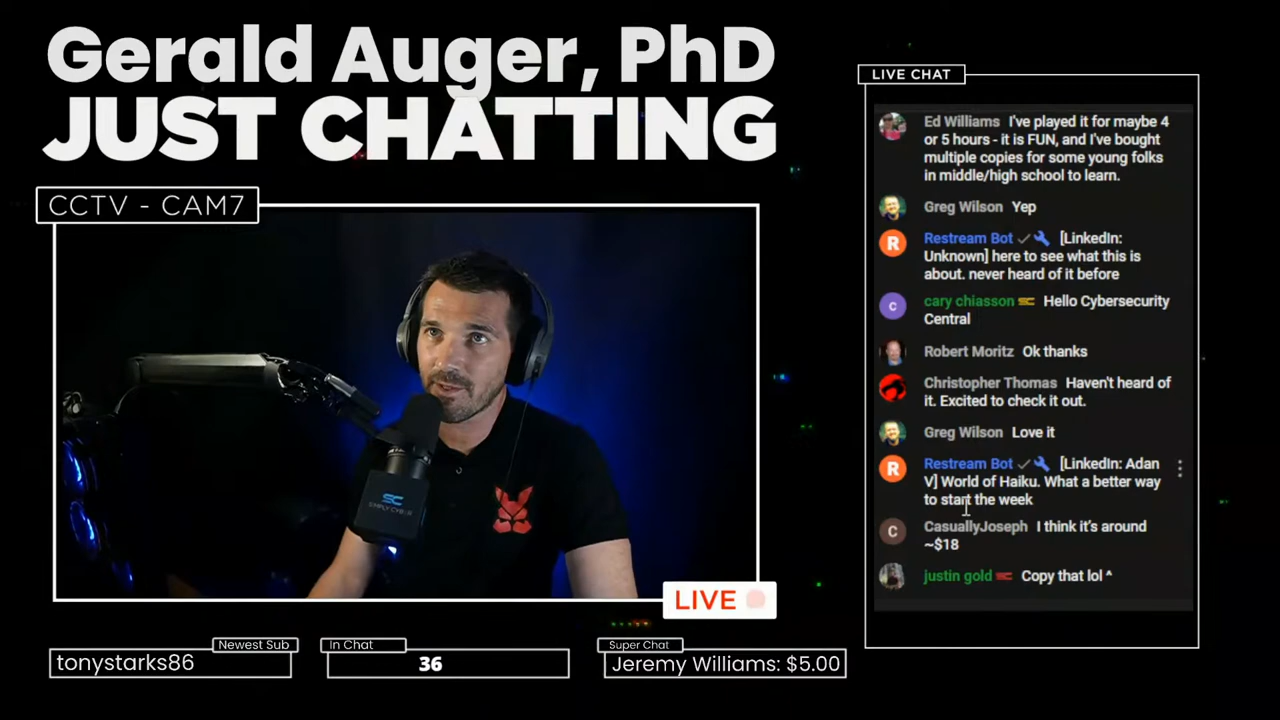 Gerald Auger, PhD
JUST CHATTING
CCTV - CAM7
SC
LIVE
Newest Sub
tonystarks86
In Chat
36
Super Chat
Jeremy Williams: $5.00
LIVE CHAT
Ed Williams I've played it for maybe 4
or 5 hours - it is FUN, and I've bought
multiple copies for some young folks
in middle/high school to learn.
Greg Wilson Yep
R
Restream Bot [LinkedIn:
Unknown] here to see what this is
about. never heard of it before
c
cary chiasson SC Hello Cybersecurity
Central
Robert Moritz Ok thanks
Christopher Thomas Haven't heard of
it. Excited to check it out.
Greg Wilson Love it
R
Restream Bot [LinkedIn: Adan
V] World of Haiku. What a better way
to start the week
C
CasuallyJoseph I think it's around
~$18
justin gold Copy that lol ^